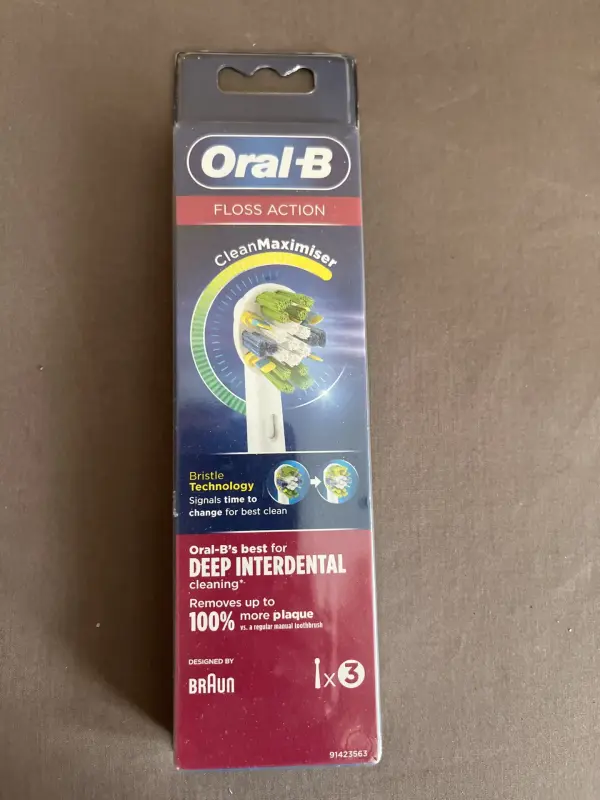 Oral-B
FLOSS ACTION
CleanMaximiser
Bristle
Technology
Signals time to
change for best clean
Oral-B's best for
DEEP INTERDENTAL
cleaning*
Removes up to
100% more plaque
vs. a regular manual toothbrush
DESIGNED BY
BRAUN
x3
91423563